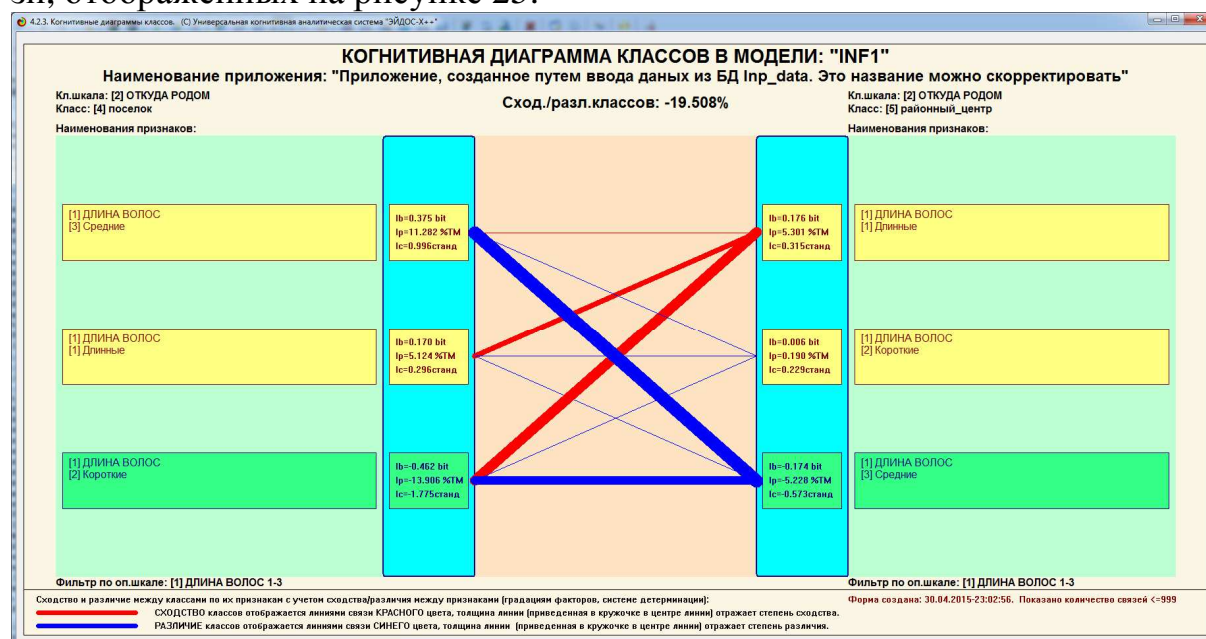 зи, отображенных на рисунке 25:
4.2.3. Когнитивные диаграммы классов. (C) Универсальная когнитивная аналитическая система "ЭЙДОС-X++"
КОГНИТИВНАЯ ДИАГРАММА КЛАССОВ В МОДЕЛИ: "INF1"
Наименование приложения: "Приложение, созданное путем ввода даных из БД Inp_data. Это название можно скорректировать"
Кл.шкала: [2] ОТКУДА РОДОМ
Класс: [4] поселок
Наименования признаков:
Сход./разл.классов: -19.508%
Кл.шкала: [2] ОТКУДА РОДОМ
Класс: [5] районный_центр
Наименования признаков:
[1] ДЛИНА ВОЛОС
[3] Средние
Ib=0.375 bit
Ip=11.282 %ТМ
Ic=0.996станд
Ib=0.176 bit
Ip=5.301 %ТМ
Ic=0.315станд
[1] ДЛИНА ВОЛОС
[1] Длинные
[1] ДЛИНА ВОЛОС
[1] Длинные
Ib=0.170 bit
Ip=5.124 %ТМ
Ic=0.296станд
Ib=0.006 bit
Ip=0.190 %ТМ
Ic=0.229станд
[1] ДЛИНА ВОЛОС
[2] Короткие
[1] ДЛИНА ВОЛОС
[2] Короткие
Ib=-0.462 bit
Ip=-13.906 %ТМ
Ic=-1.775станд
Ib=-0.174 bit
Ip=-5.228 %ТМ
Ic=-0.573станд
[1] ДЛИНА ВОЛОС
[3] Средние
Фильтр по оп.шкале: [1] ДЛИНА ВОЛОС 1-3
Фильтр по оп.шкале: [1] ДЛИНА ВОЛОС 1-3
Сходство и различие между классами по их признакам с учетом сходства/различия между признаками (градациям факторов, системе детерминации):
Форма создана: 30.04.2015-23:02:56. Показано количество связей <=999
СХОДСТВО классов отображается линиями связи КРАСНОГО цвета, толщина линии (приведенная в кружочке в центре линии) отражает степень сходства.
РАЗЛИЧИЕ классов отображается линиями связи СИНЕГО цвета, толщина линии (приведенная в кружочке в центре линии) отражает степень различия.